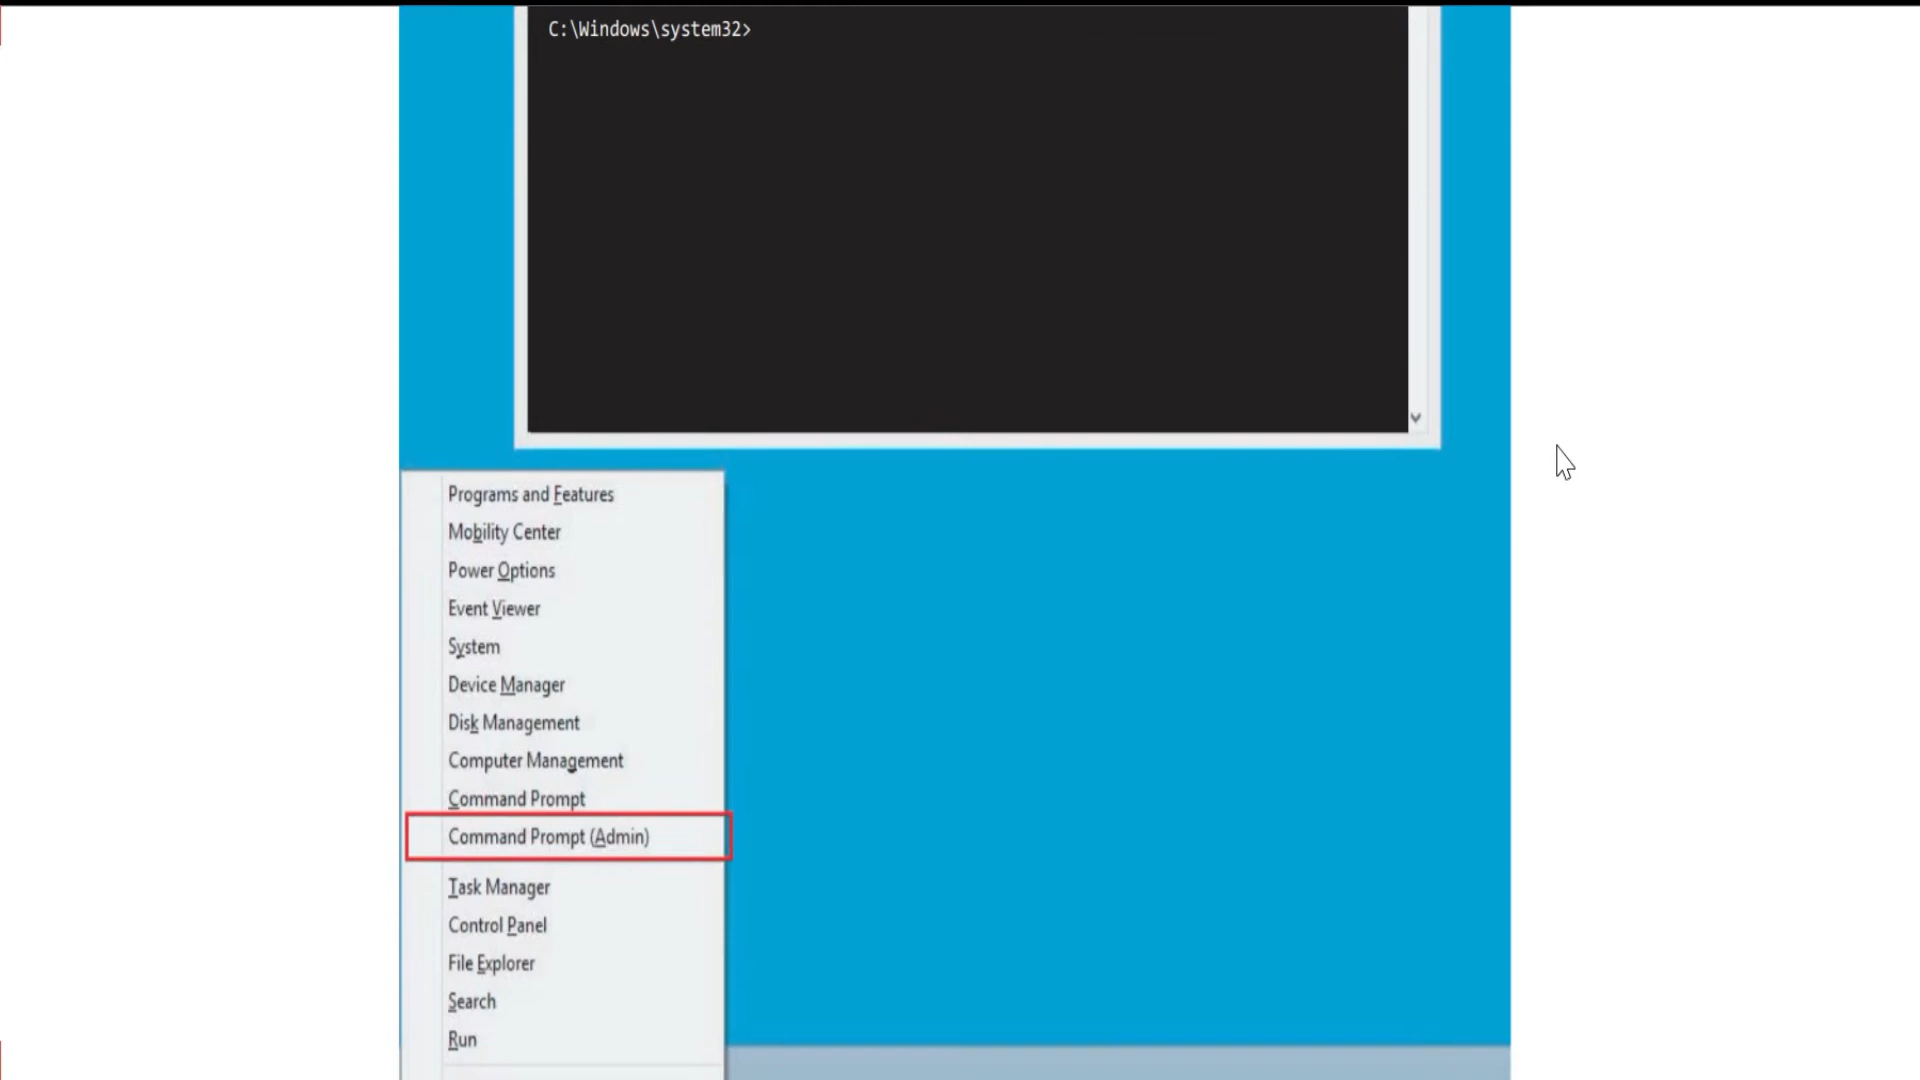 C:\Windows\system32>
Programs and Features
Mobility Center
Power Options
Event Viewer
System
Device Manager
Disk Management
Computer Management
Command Prompt
Command Prompt (Admin)
Task Manager
Control Panel
File Explorer
Search
Run